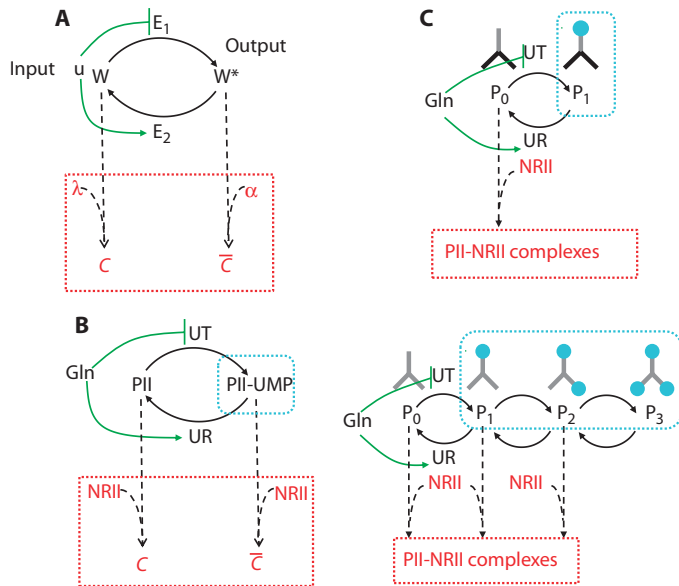 A
E1
Output
Input
u
W
W*
E2
λ
α
C
C̅
B
UT
Gln
PII
PII-UMP
UR
NRII
NRII
C
C̅
C
UT
Gln
P0
P1
UR
NRII
PII-NRII complexes
UT
Gln
P0
P1
P2
P3
UR
NRII
NRII
PII-NRII complexes